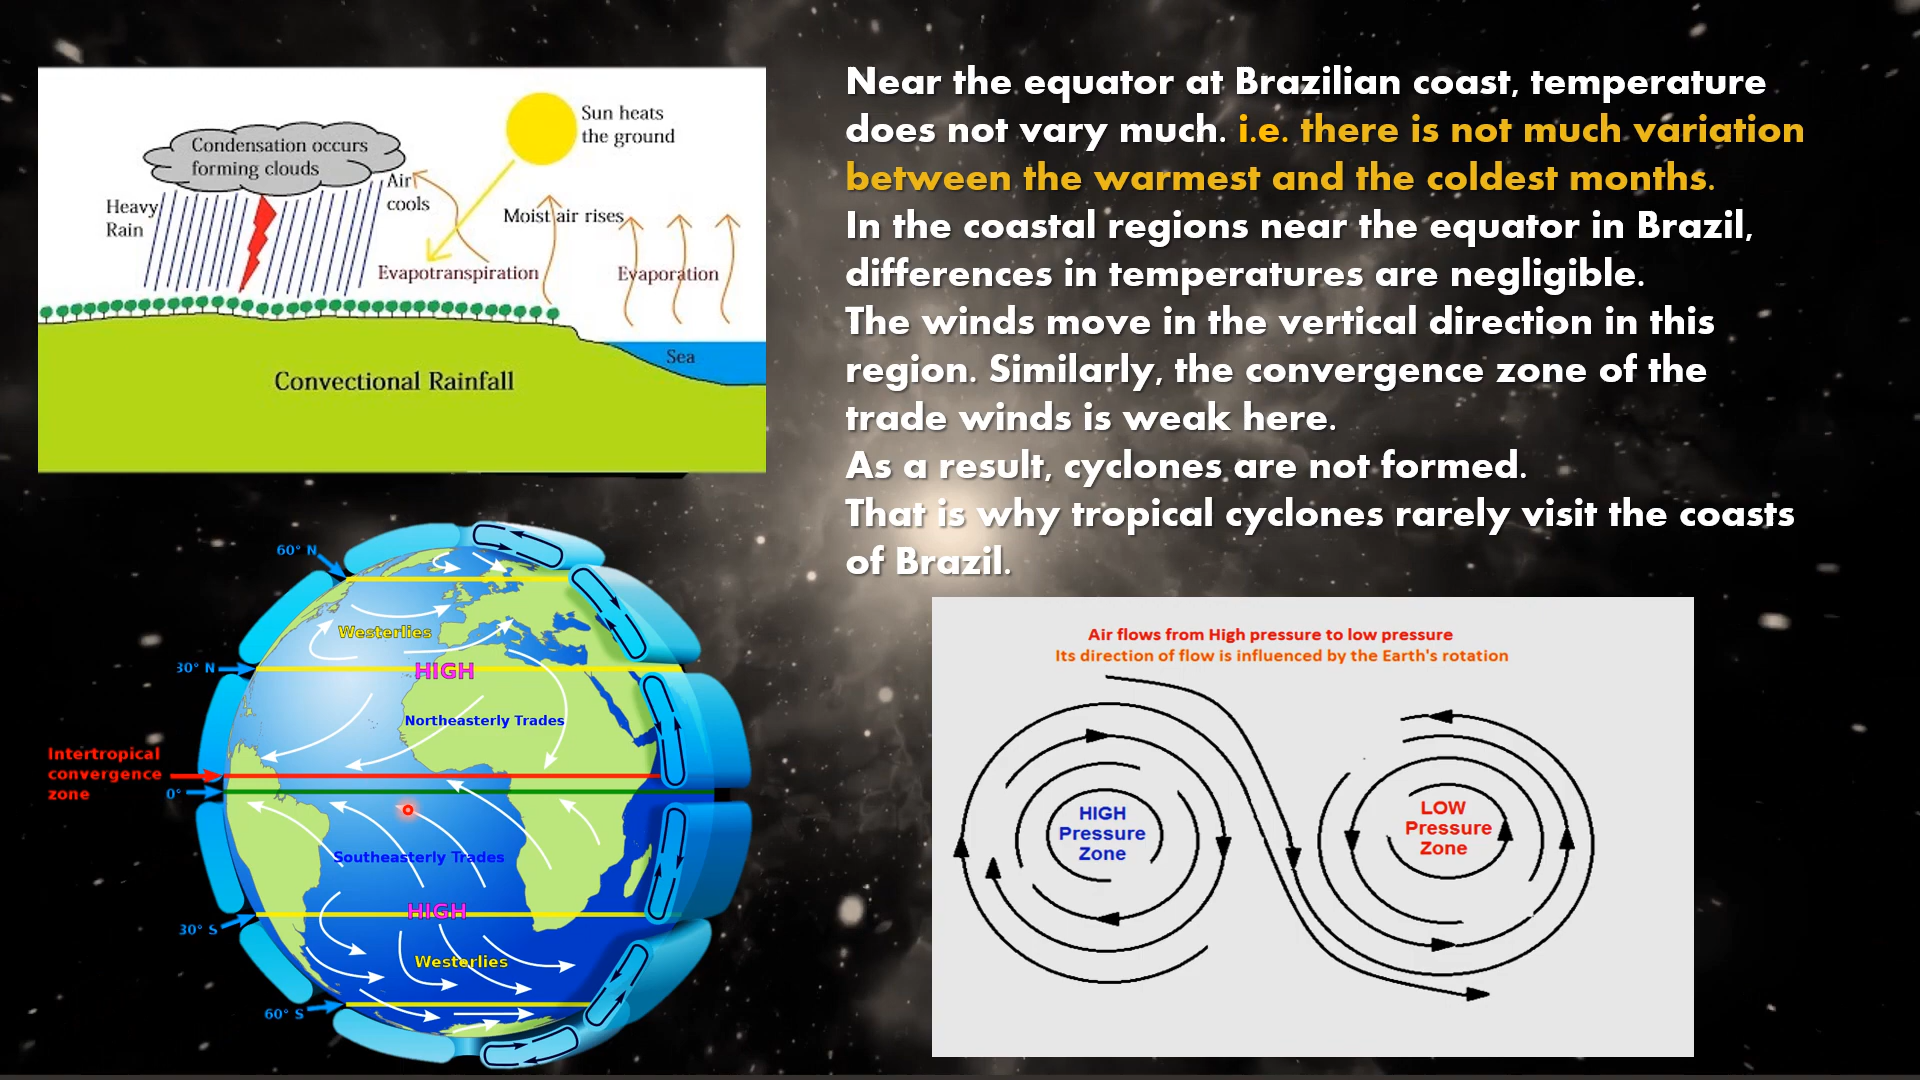 Near the equator at Brazilian coast, temperature
does not vary much. i.e. there is not much variation
between the warmest and the coldest months.
In the coastal regions near the equator in Brazil,
differences in temperatures are negligible.
The winds move in the vertical direction in this
region. Similarly, the convergence zone of the
trade winds is weak here.
As a result, cyclones are not formed.
That is why tropical cyclones rarely visit the coasts
of Brazil.
Sun heats
the ground
Condensation occurs
forming clouds
Air
cools
Heavy
Rain
Moist air rises
Evapotranspiration
Evaporation
Sea
Convectional Rainfall
60° N
Westerlies
30° N
HIGH
Northeasterly Trades
Intertropical
convergence
zone
0°
Southeasterly Trades
HIGH
30° S
Westerlies
60° S
Air flows from High pressure to low pressure
Its direction of flow is influenced by the Earth's rotation
HIGH
Pressure
Zone
LOW
Pressure
Zone